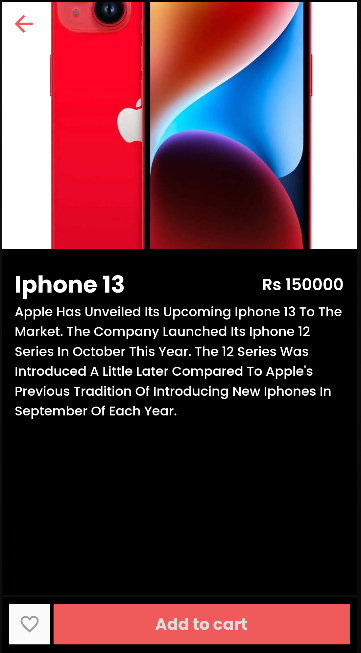 Iphone 13
Rs 150000
Apple Has Unveiled Its Upcoming Iphone 13 To The
Market. The Company Launched Its Iphone 12
Series In October This Year. The 12 Series Was
Introduced A Little Later Compared To Apple's
Previous Tradition Of Introducing New Iphones In
September Of Each Year.
Add to cart